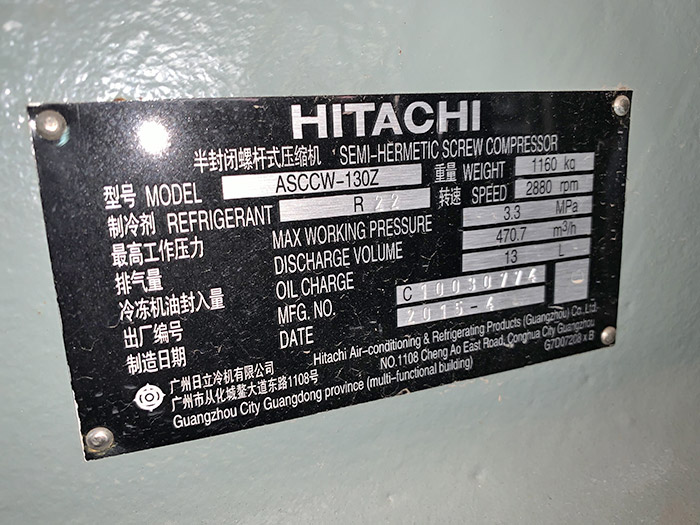 HITACHI
半封闭螺杆式压缩机 SEMI-HERMETIC SCREW COMPRESSOR
型号 MODEL ASCCW-130Z 重量 WEIGHT 1160 kg
制冷剂 REFRIGERANT R22 转速 SPEED 2880 rpm
最高工作压力 MAX WORKING PRESSURE 3.3 MPa
排气量 DISCHARGE VOLUME 470.7 m³/h
冷冻机油封入量 OIL CHARGE 13 L
出厂编号 MFG. NO. C10030774
制造日期 DATE 2015-4
广州日立冷机有限公司 Hitachi Air-conditioning & Refrigerating Products (Guangzhou) Co.,Ltd.
广州市从化城鳌大道东路1108号 NO.1108 Cheng Ao East Road, Conghua City Guangzhou
Guangzhou City Guangdong province (multi-functional building) G7D07208 x B